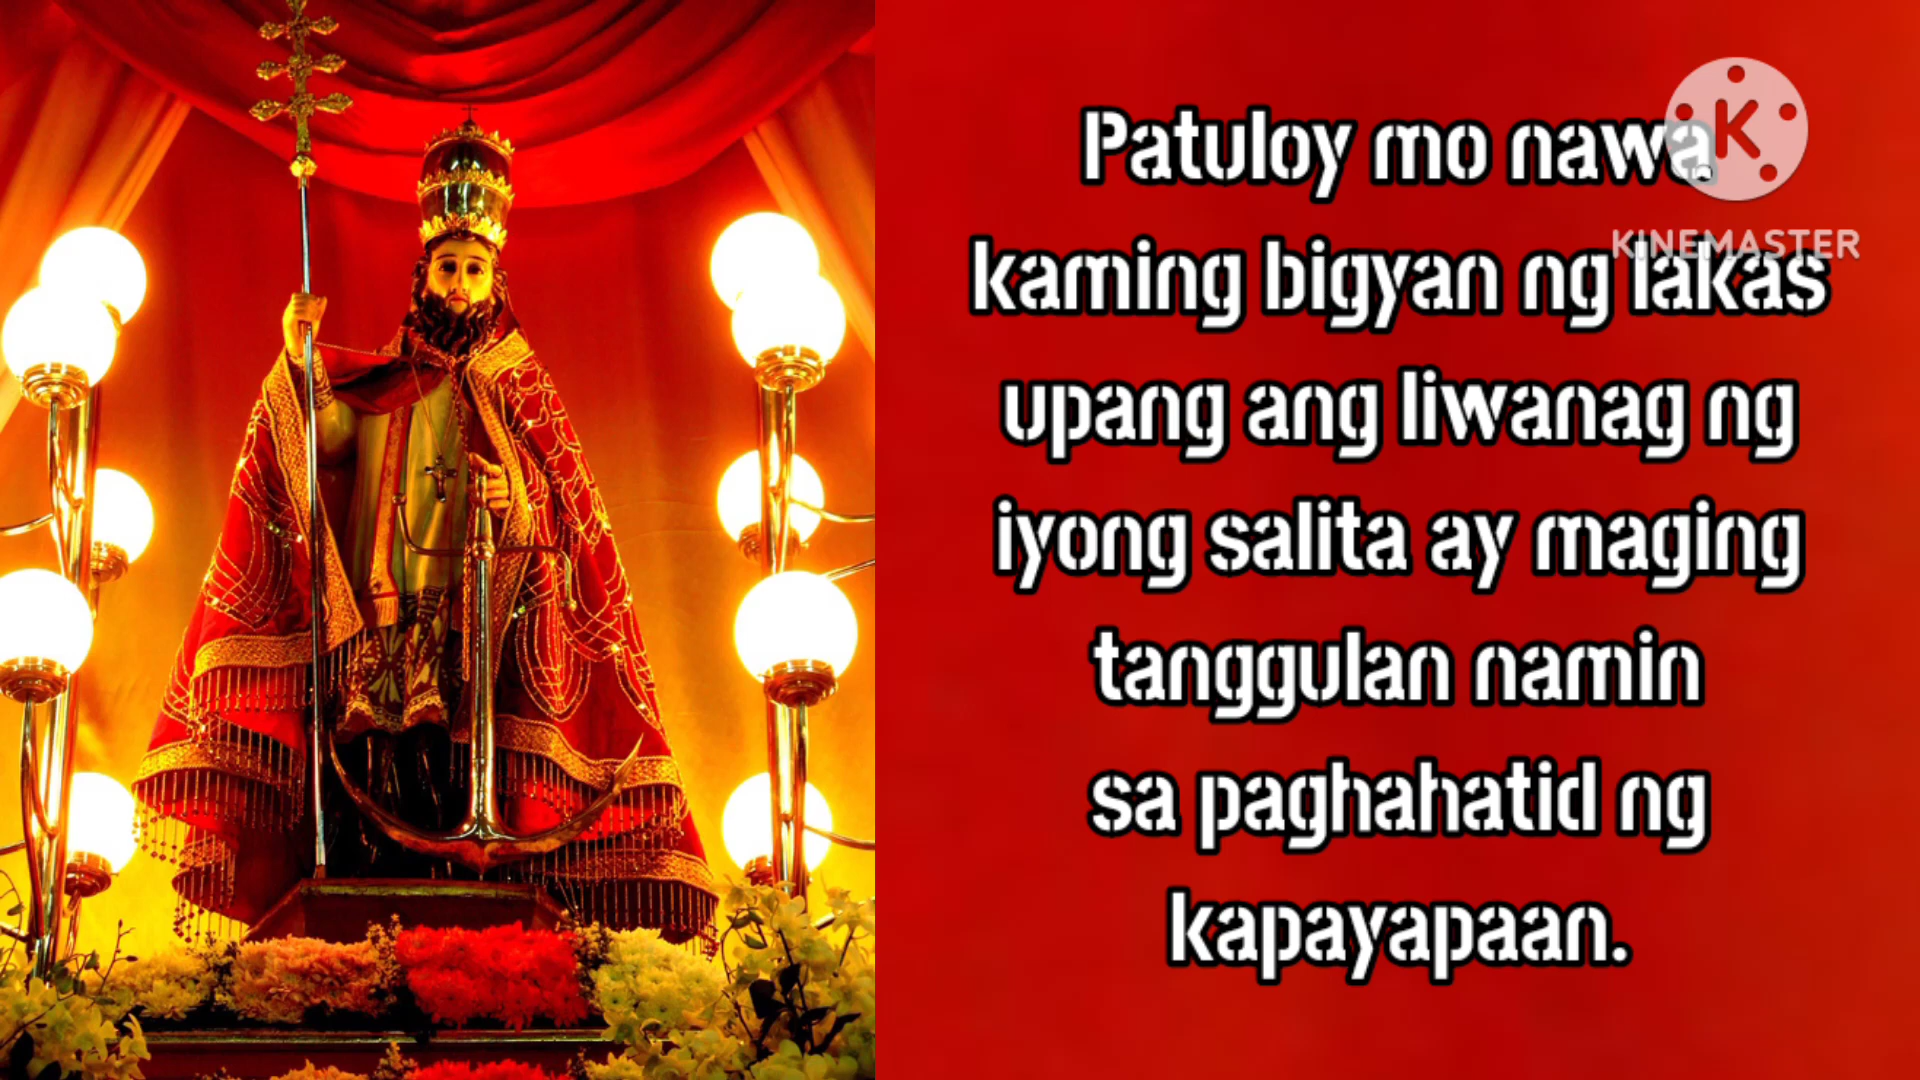 Patuloy mo nawa
kaming bigyan ng lakas
upang ang liwanag ng
iyong salita ay maging
tanggulan namin
sa paghahatid ng
kapayapaan.
K
KINEMASTER